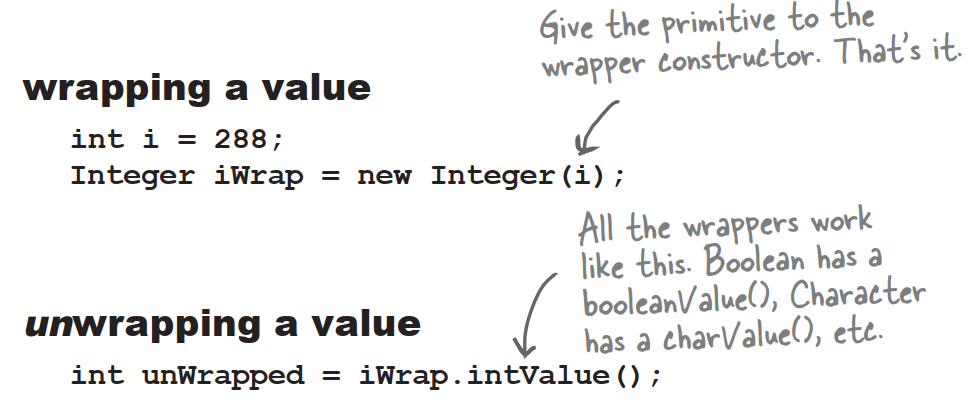 Give the primitive to the
wrapper constructor. That's it.
wrapping a value
int i = 288;
Integer iWrap = new Integer(i);
All the wrappers work
like this. Boolean has a
booleanValue(), Character
has a charValue(), etc.
unwrapping a value
int unWrapped = iWrap.intValue();